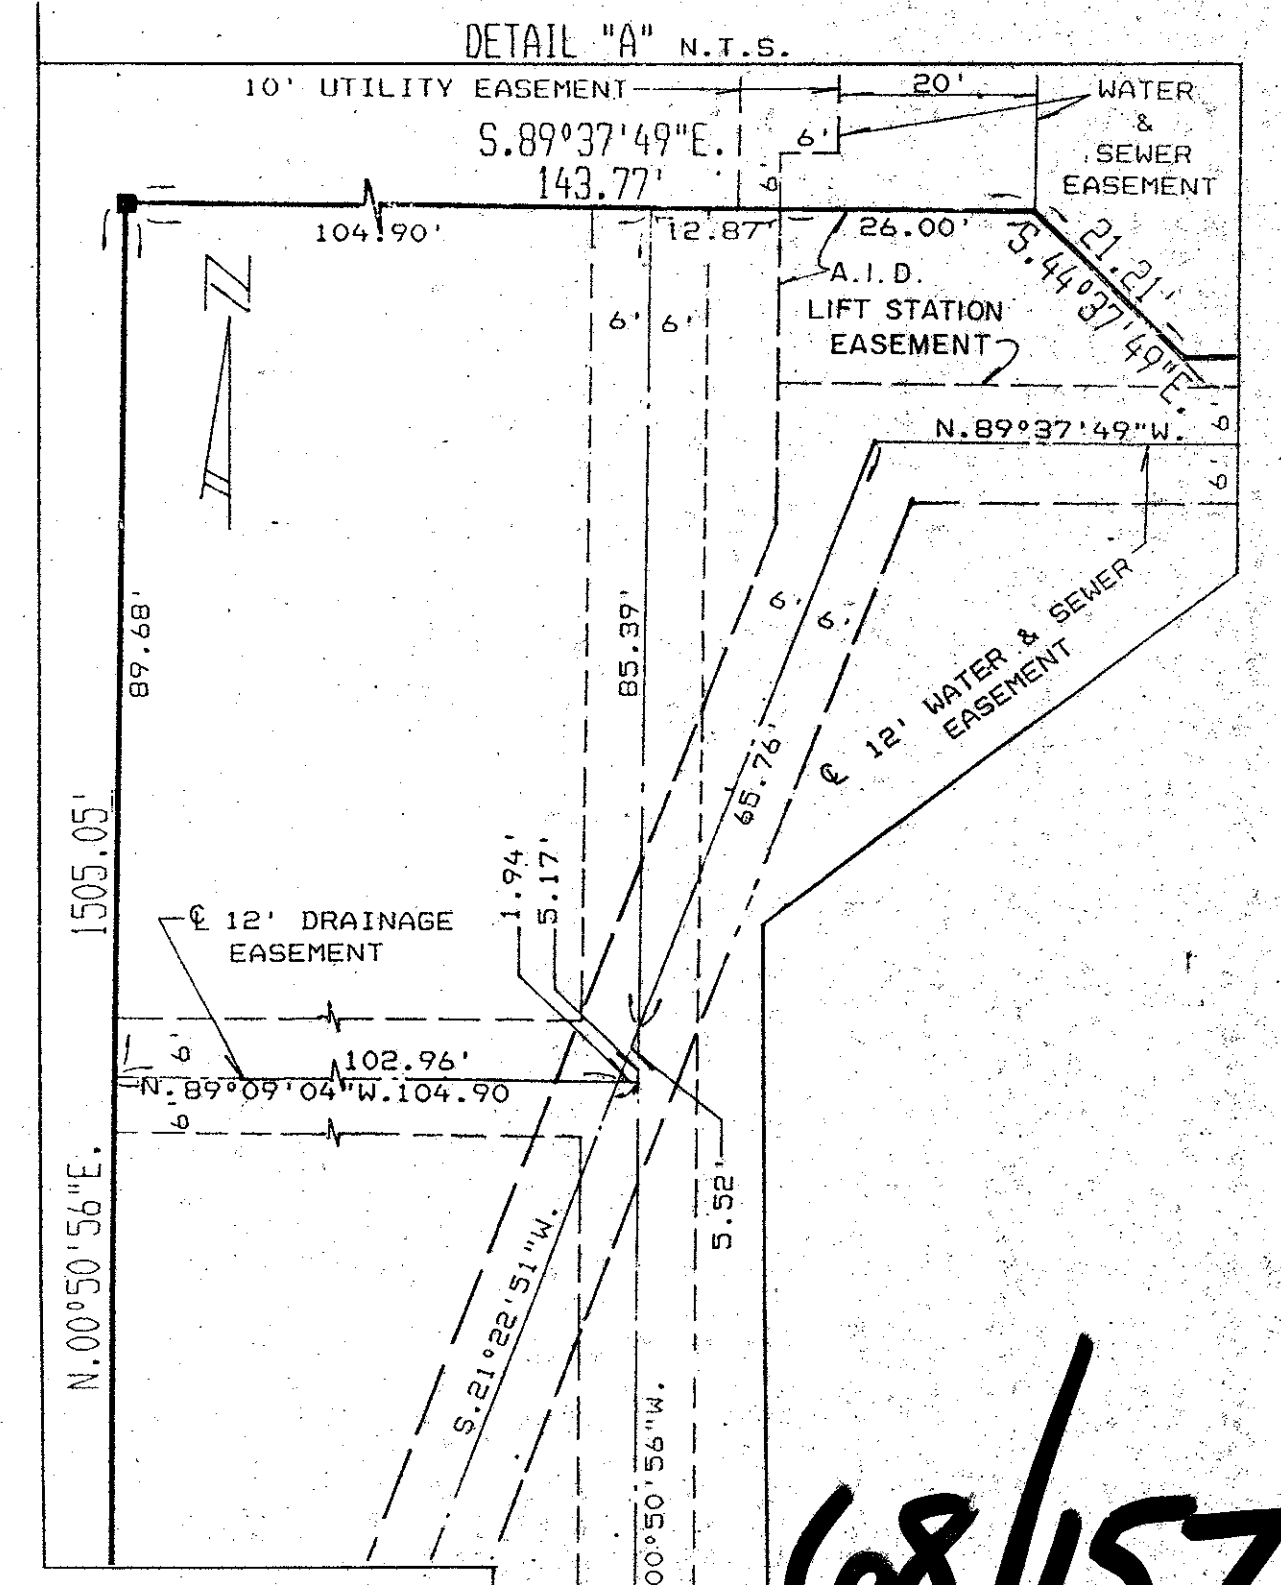 DETAIL "A" N.T.S.
10' UTILITY EASEMENT
20'
WATER
&
SEWER
EASEMENT
S.89°37'49"E.
143.77'
6'
6'
104.90'
12.87'
26.00'
21.21'
S.44°37'49"E.
A.I.D.
LIFT STATION
EASEMENT
6'
6'
N.89°37'49"W.
6'
6'
89.68'
85.39'
6'
6'
65.76'
℄ 12' WATER & SEWER
EASEMENT
1505.05'
N.00°50'56"E.
1.94'
5.17'
℄ 12' DRAINAGE
EASEMENT
6'
102.96'
N.89°09'04"W.104.90
6'
5.52'
S.21°22'51"W.
00°50'56"W.
68/157